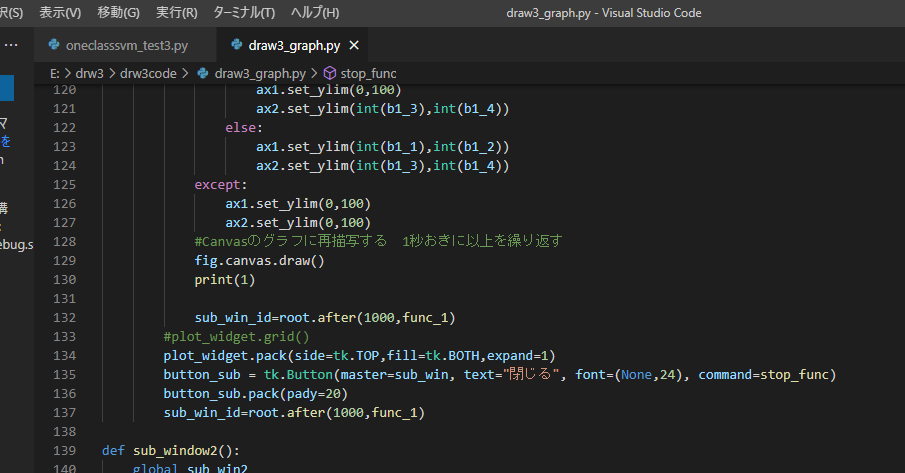 択(S) 表示(V) 移動(G) 実行(R) ターミナル(T) ヘルプ(H) draw3_graph.py - Visual Studio Code
··· oneclasssvm_test3.py draw3_graph.py ×
E: > drw3 > drw3code > draw3_graph.py > stop_func
120 ax1.set_ylim(0,100)
121 ax2.set_ylim(int(b1_3),int(b1_4))
122 else:
123 ax1.set_ylim(int(b1_1),int(b1_2))
124 ax2.set_ylim(int(b1_3),int(b1_4))
125 except:
126 ax1.set_ylim(0,100)
127 ax2.set_ylim(0,100)
128 #Canvasのグラフに再描写する　1秒おきに以上を繰り返す
129 fig.canvas.draw()
130 print(1)
131
132 sub_win_id=root.after(1000,func_1)
133 #plot_widget.grid()
134 plot_widget.pack(side=tk.TOP,fill=tk.BOTH,expand=1)
135 button_sub = tk.Button(master=sub_win, text="閉じる", font=(None,24), command=stop_func)
136 button_sub.pack(pady=20)
137 sub_win_id=root.after(1000,func_1)
138
139 def sub_window2():
140 global sub_win2
マ
を
n
構
:
ebug.s